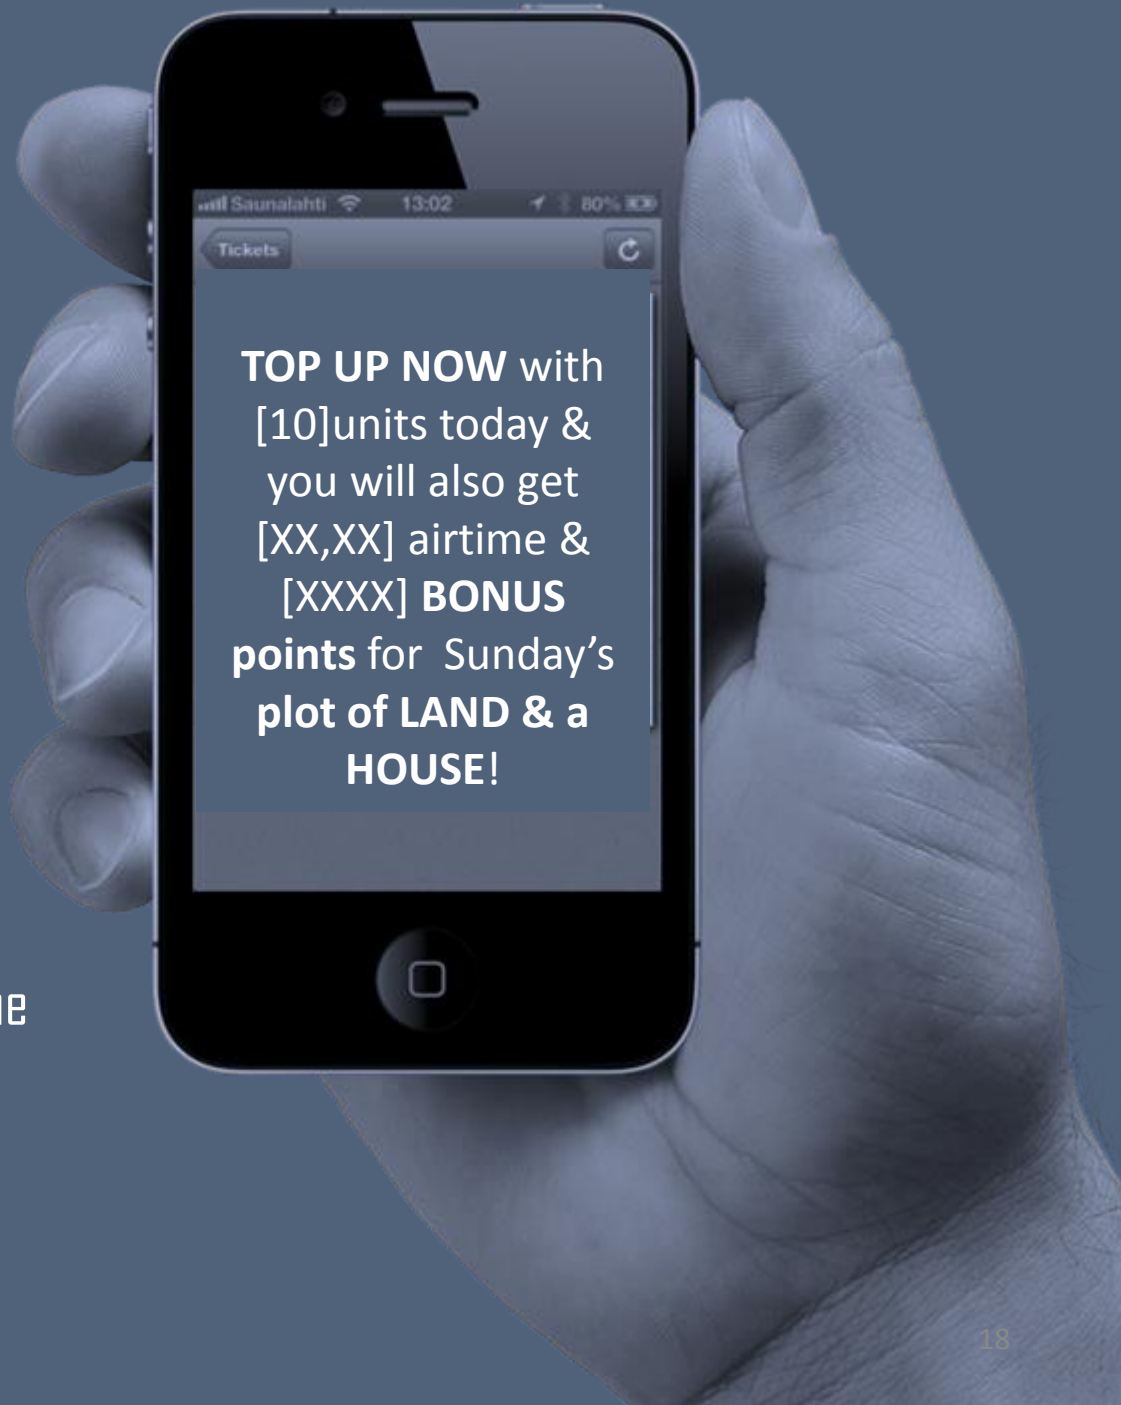 Saunalahti 13:02 80%
Tickets
TOP UP NOW with
[10]units today &
you will also get
[XX,XX] airtime &
[XXXX] BONUS
points for Sunday’s
plot of LAND & a
HOUSE!
18